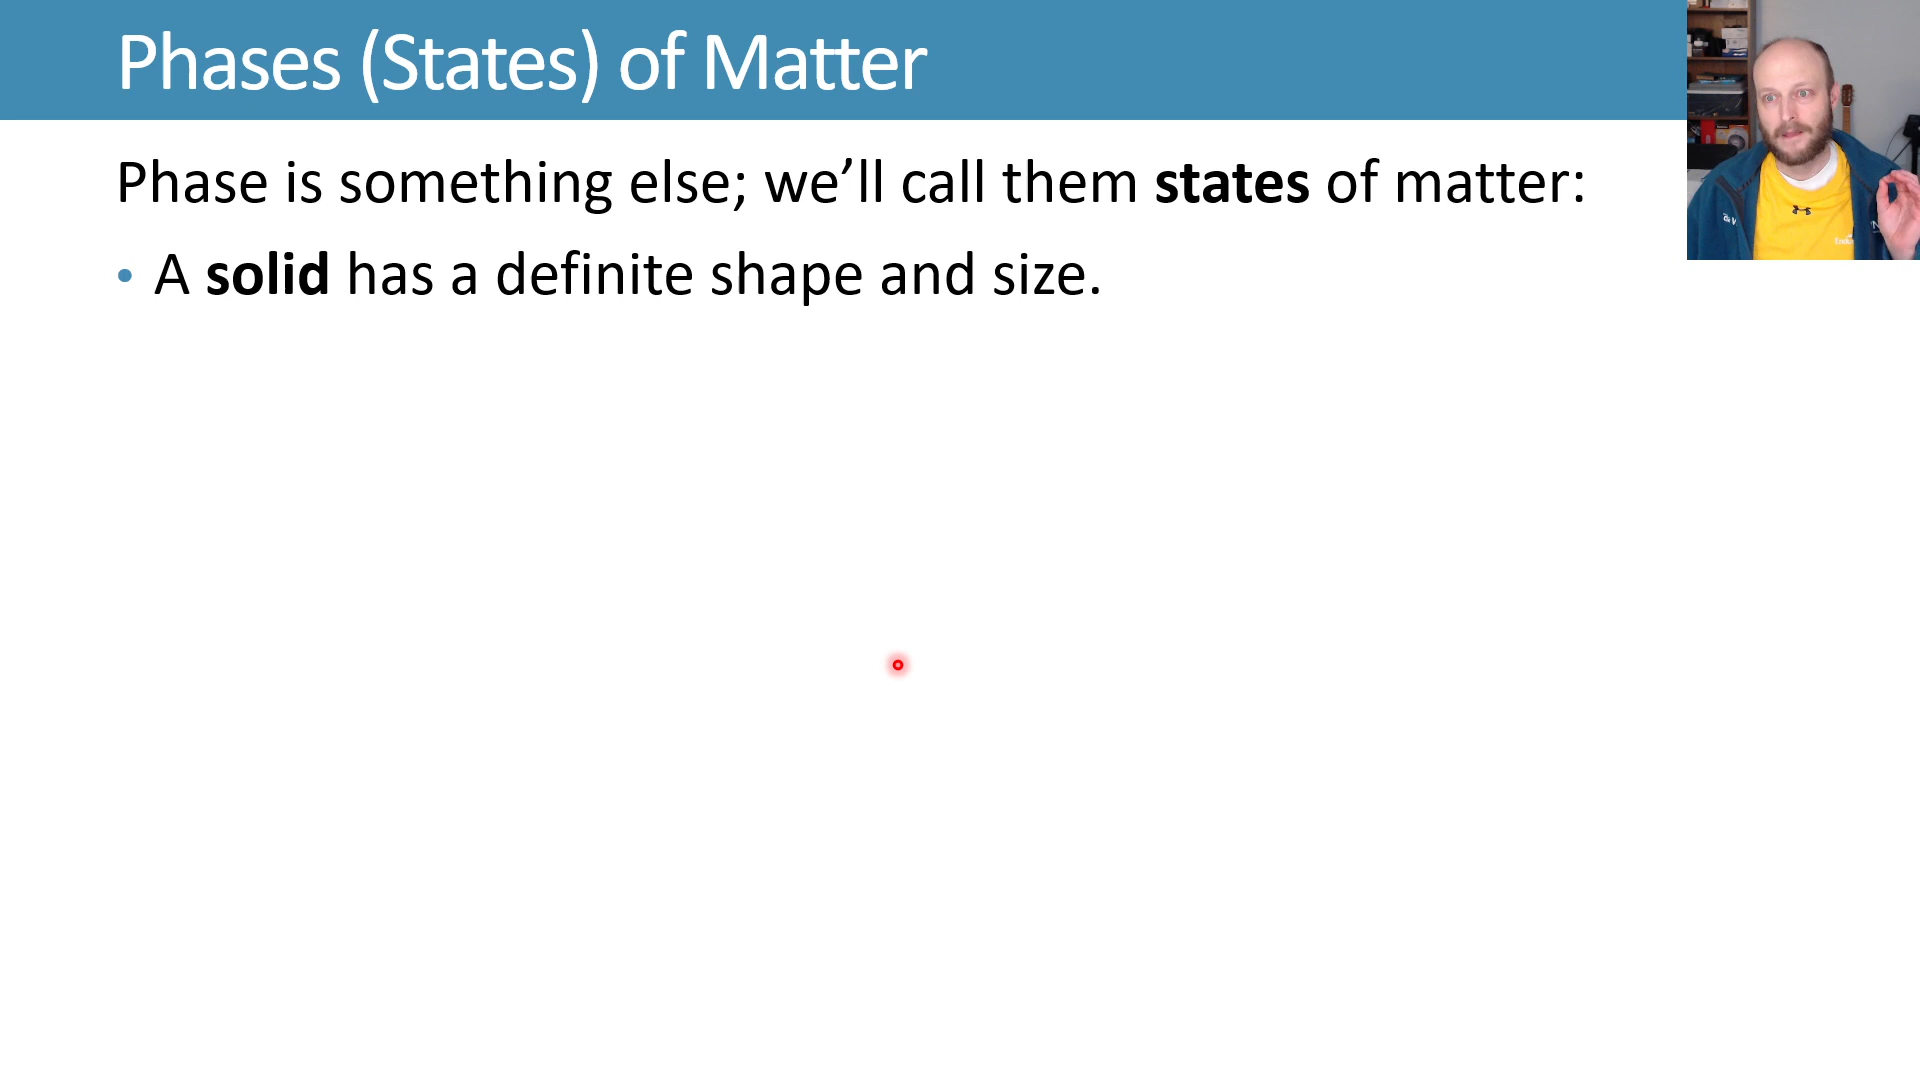 Phases (States) of Matter
Phase is something else; we’ll call them states of matter:
• A solid has a definite shape and size.